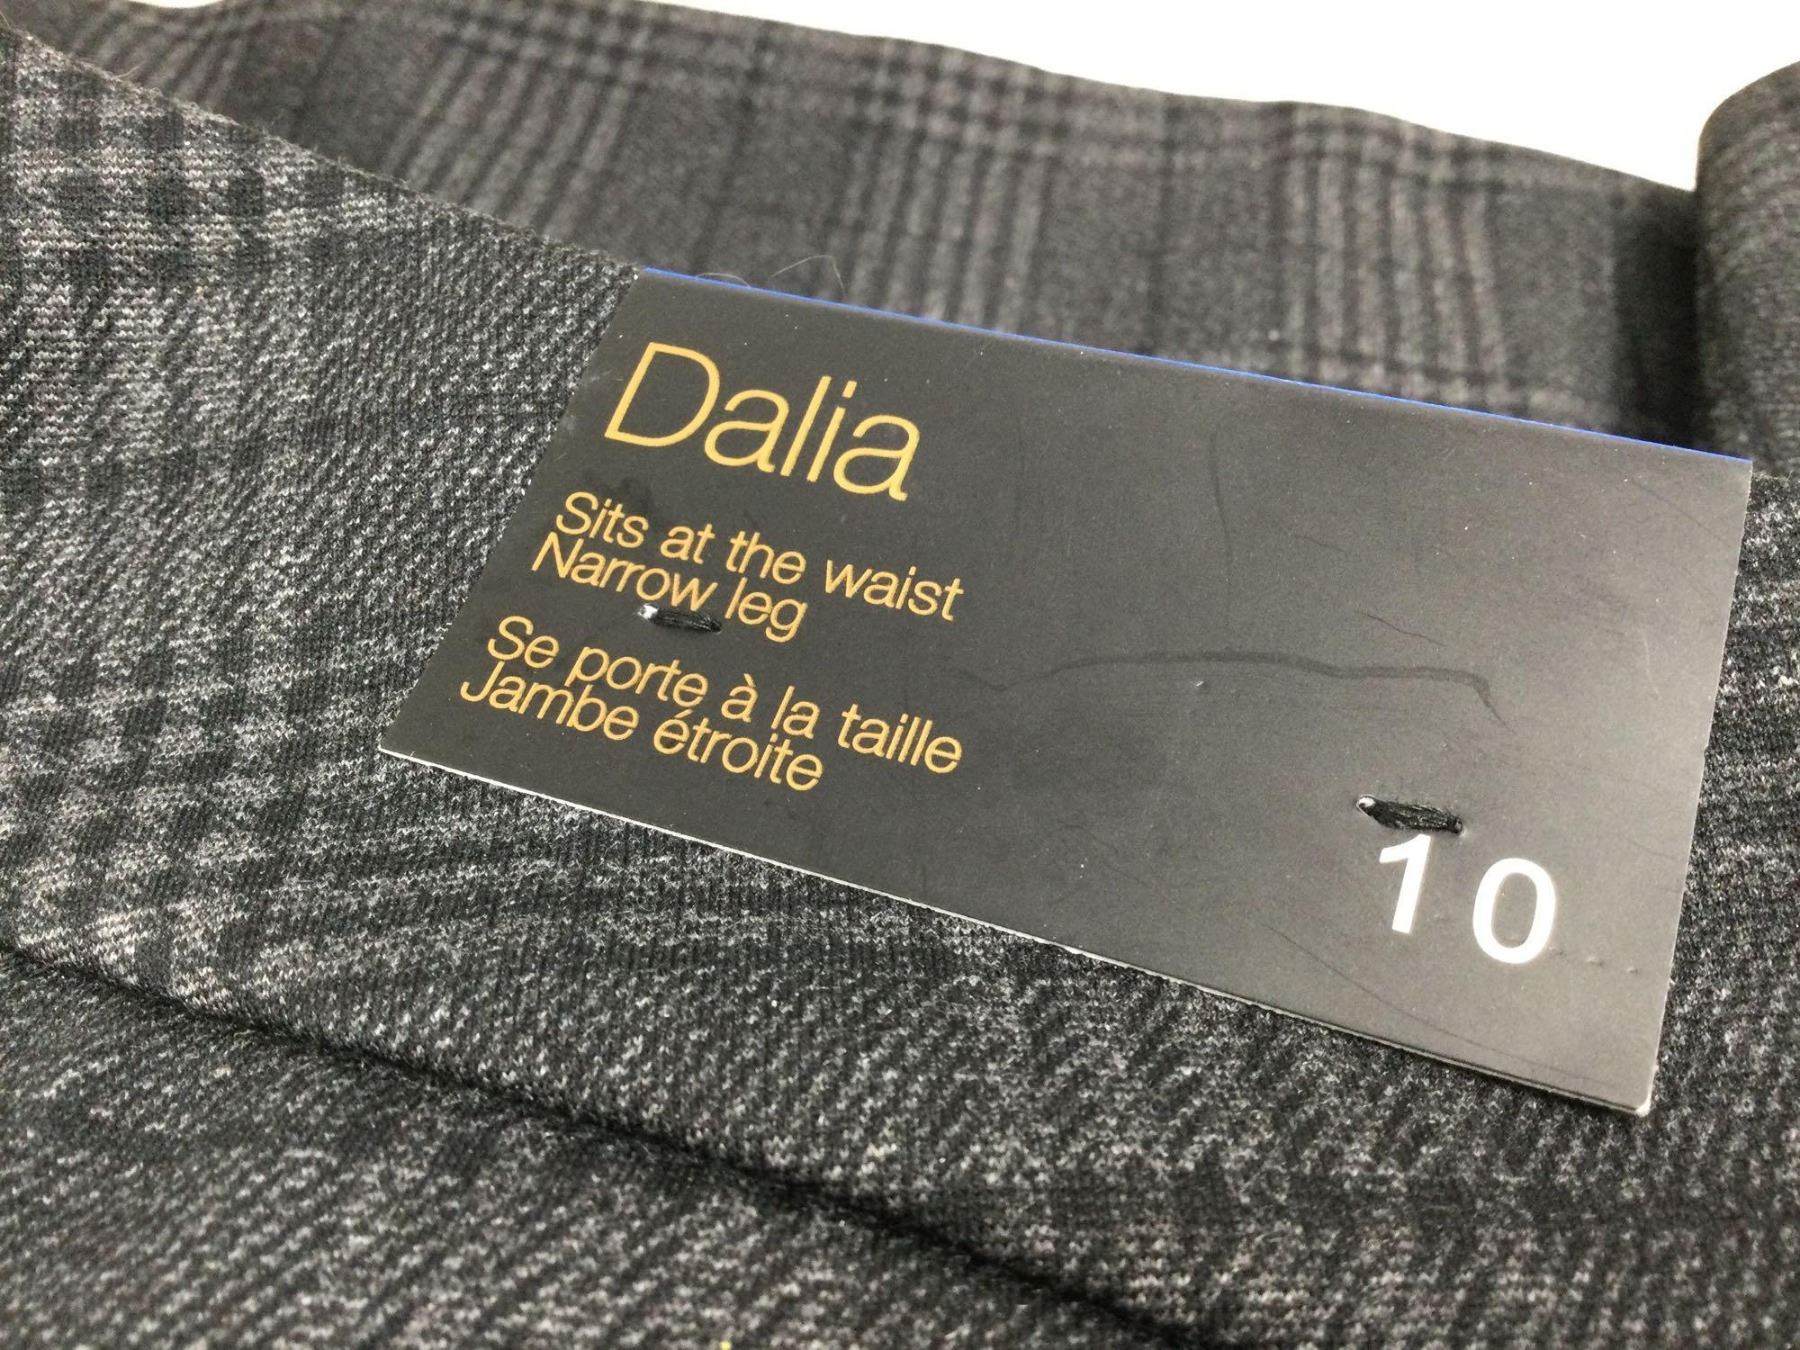 Dalia
Sits at the waist
Narrow leg
Se porte à la taille
Jambe étroite
10